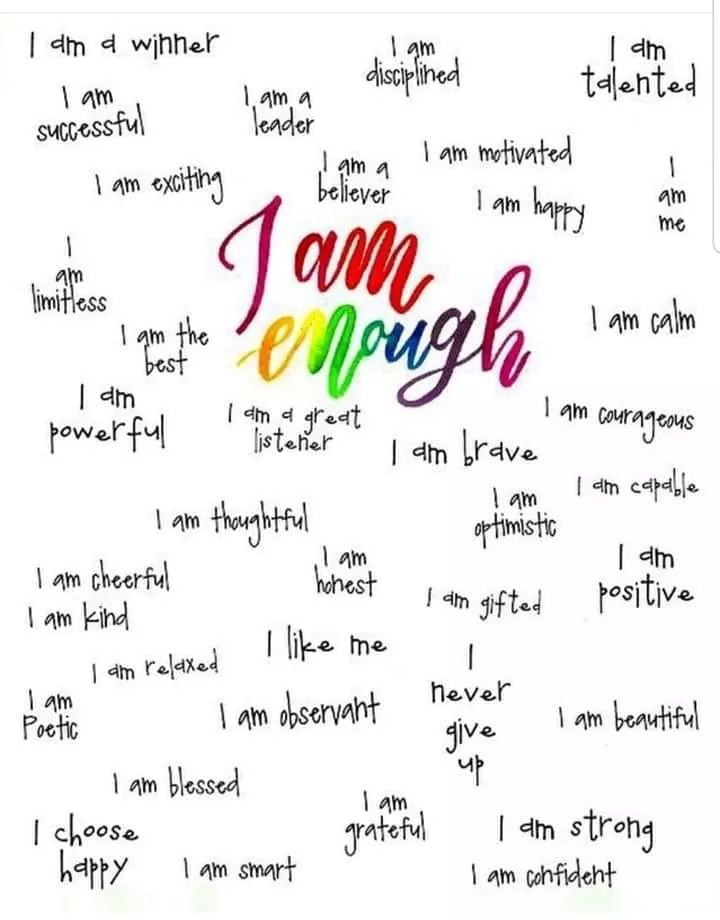 I am a winner
I am
disciplined
I am
talented
I am
successful
I am a
leader
I am exciting
I am a
believer
I am motivated
I am happy
I
am
me
I
am
limitless
I am
enough
I am the
best
I am calm
I am
powerful
I am a great
listener
I am brave
I am courageous
I am thoughtful
I am
optimistic
I am capable
I am cheerful
I am kind
I am
honest
I am gifted
I am
positive
I am relaxed
I like me
I
never
give
up
I am
Poetic
I am observant
I am beautiful
I am blessed
I am
grateful
I am strong
I choose
happy
I am smart
I am confident